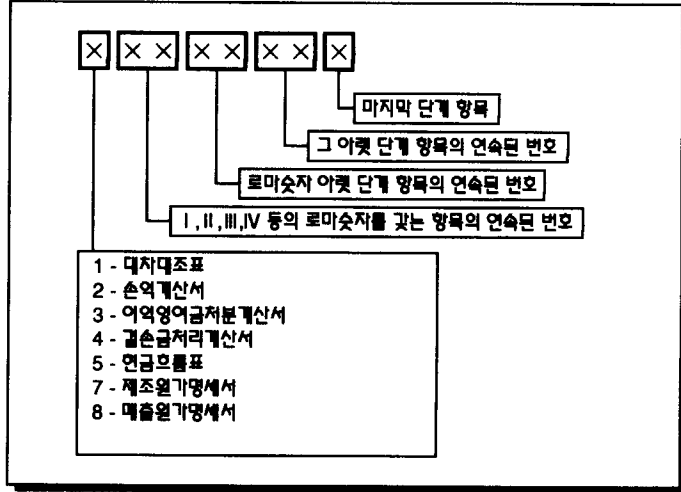 × ×× ×× ×× ×
마지막 단계 항목
그 아랫 단계 항목의 연속된 번호
로마숫자 아랫 단계 항목의 연속된 번호
I,II,III,IV 등의 로마숫자를 갖는 항목의 연속된 번호
1 - 대차대조표
2 - 손익계산서
3 - 이익잉여금처분계산서
4 - 결손금처리계산서
5 - 현금흐름표
7 - 제조원가명세서
8 - 매출원가명세서